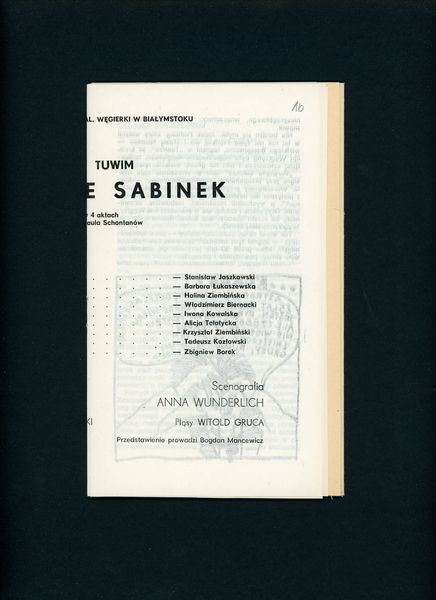 10
AL. WĘGIERKI W BIAŁYMSTOKU
TUWIM
E SABINEK
w 4 aktach
aula Schontanów
— Stanisław Jaszkowski
— Barbara Łukaszewska
— Halina Ziembińska
— Włodzimierz Biernacki
— Iwona Kowalska
— Alicja Telatycka
— Krzysztof Ziembiński
— Tadeusz Kozłowski
— Zbigniew Borek
Scenografia
ANNA WUNDERLICH
KI
Pląsy WITOLD GRUCA
Przedstawienie prowadzi Bogdan Mancewicz